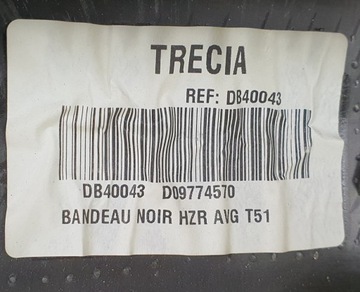 TRECIA
REF: DB40043
DB40043 D09774570
BANDEAU NOIR HZR AVG T51